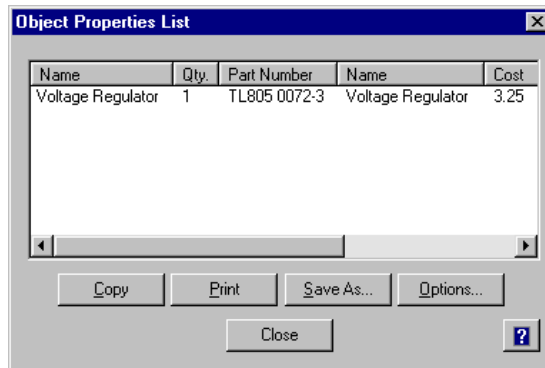 Object Properties List
Name Qty. Part Number Name Cost
Voltage Regulator 1 TL805 0072-3 Voltage Regulator 3.25
Copy Print Save As... Options...
Close ?